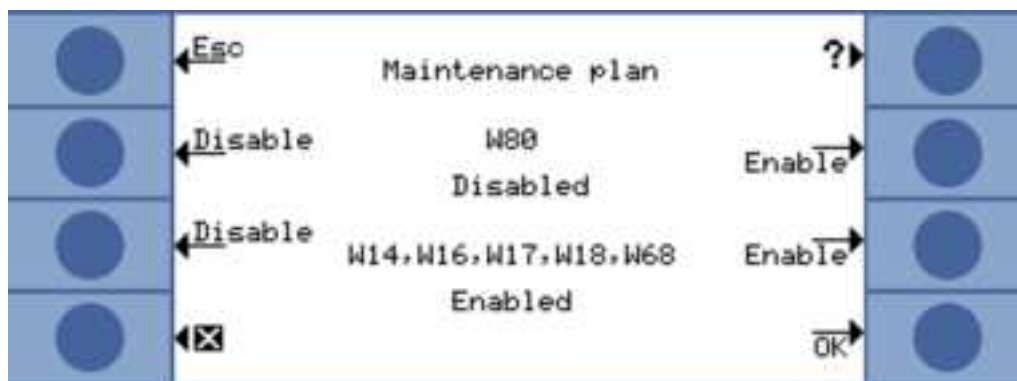 Esc
?
Maintenance plan
Disable
W80
Enable
Disabled
Disable
W14,W16,W17,W18,W68
Enable
Enabled
OK